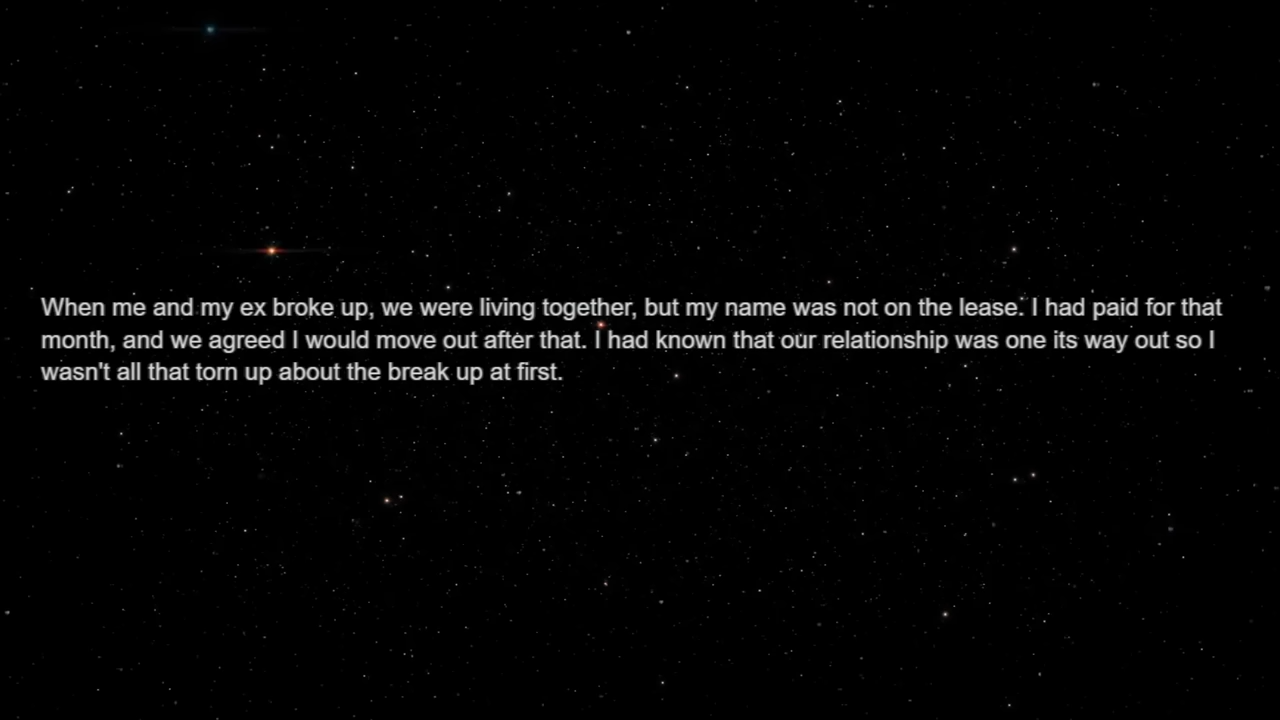 When me and my ex broke up, we were living together, but my name was not on the lease. I had paid for that
month, and we agreed I would move out after that. I had known that our relationship was one its way out so I
wasn't all that torn up about the break up at first.